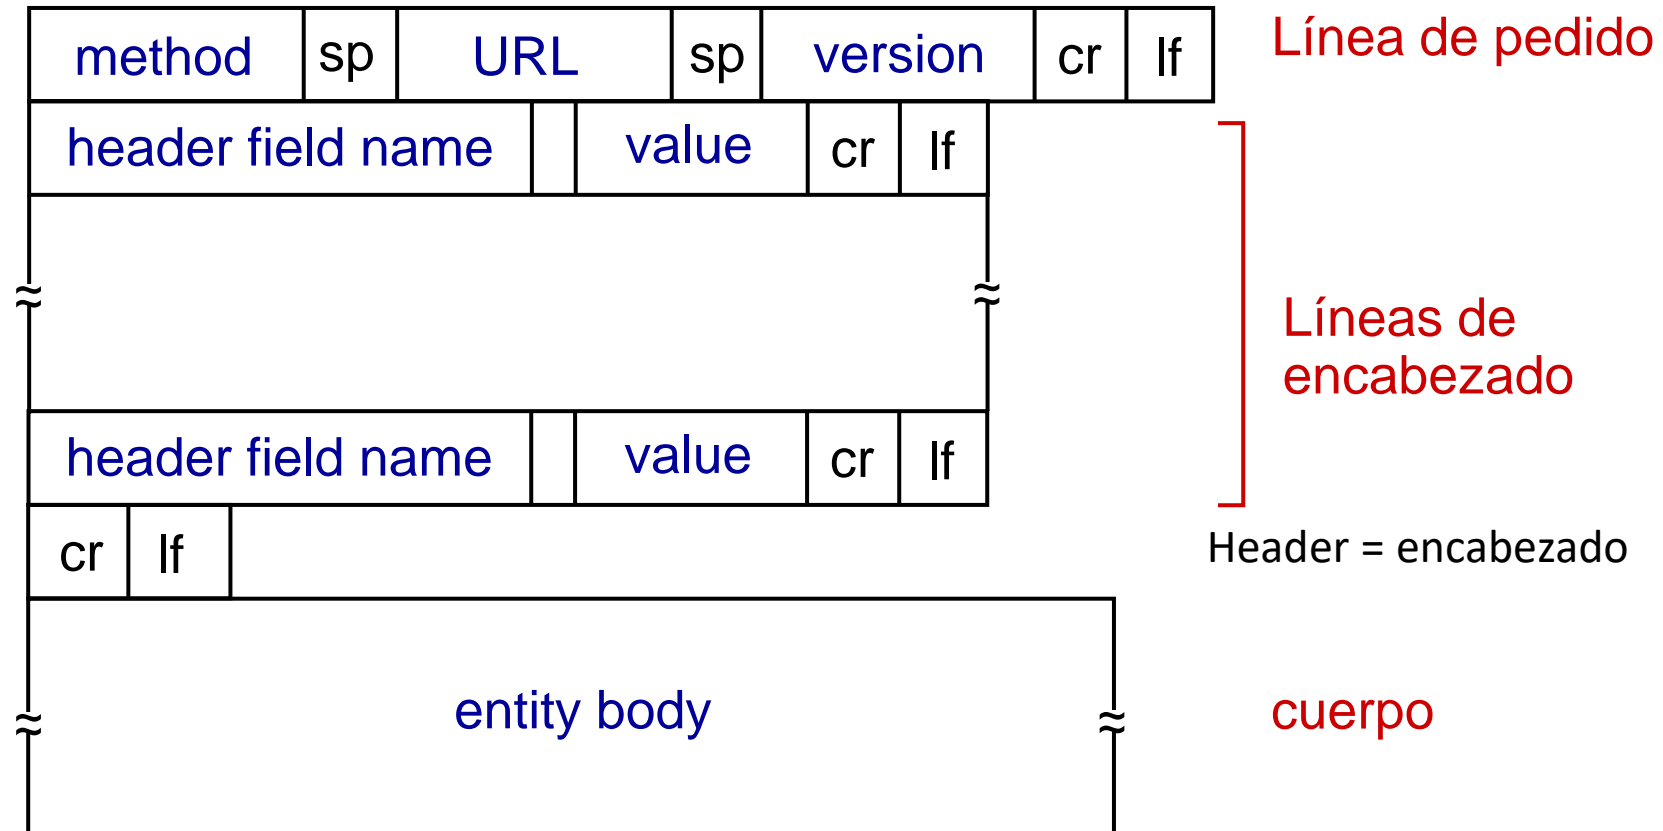 method sp URL sp version cr lf Línea de pedido
header field name value cr lf
≈ ≈
Líneas de
encabezado
header field name value cr lf
cr lf
Header = encabezado
entity body
cuerpo
≈ ≈